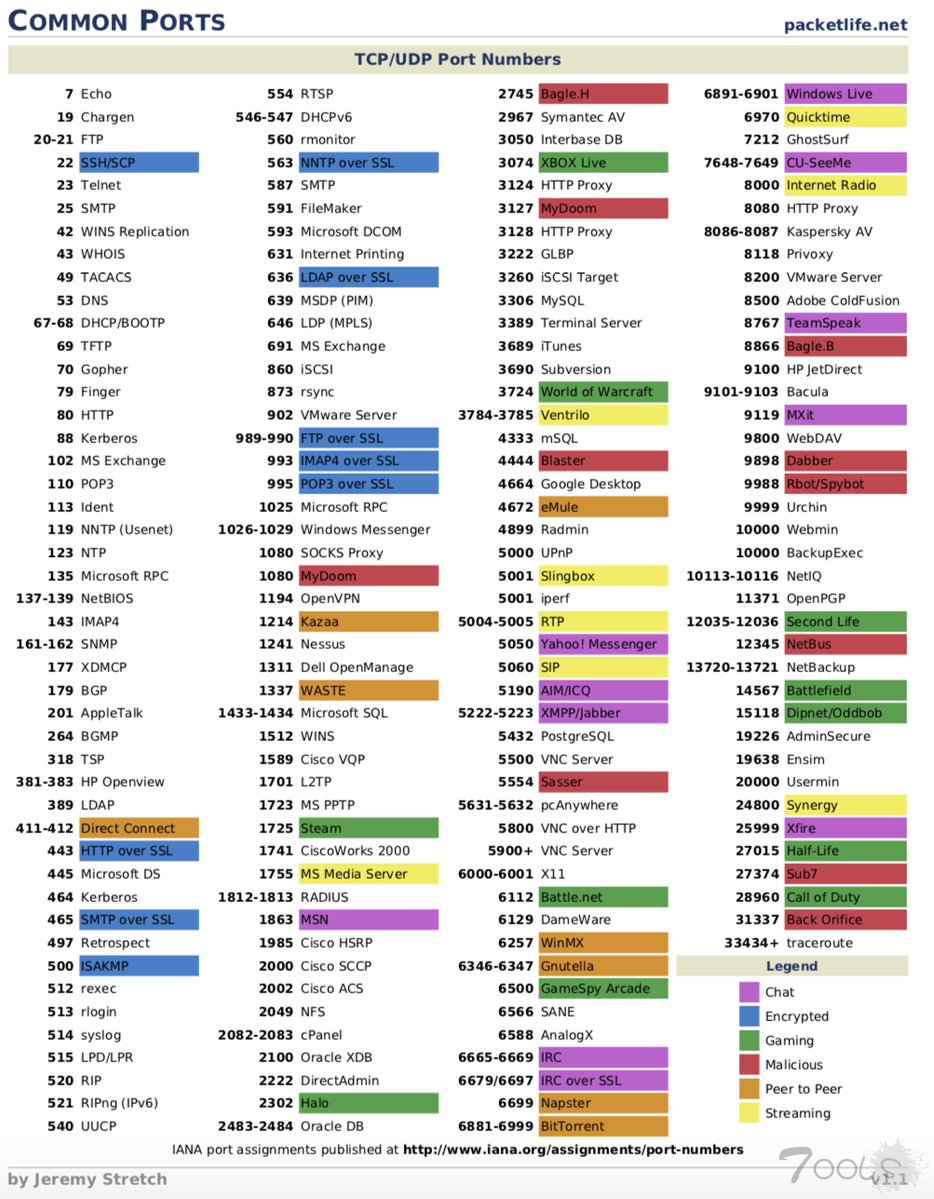 COMMON PORTS
packetlife.net
TCP/UDP Port Numbers
7 Echo
19 Chargen
20-21 FTP
22 SSH/SCP
23 Telnet
25 SMTP
42 WINS Replication
43 WHOIS
49 TACACS
53 DNS
67-68 DHCP/BOOTP
69 TFTP
70 Gopher
79 Finger
80 HTTP
88 Kerberos
102 MS Exchange
110 POP3
113 Ident
119 NNTP (Usenet)
123 NTP
135 Microsoft RPC
137-139 NetBIOS
143 IMAP4
161-162 SNMP
177 XDMCP
179 BGP
201 AppleTalk
264 BGMP
318 TSP
381-383 HP Openview
389 LDAP
411-412 Direct Connect
443 HTTP over SSL
445 Microsoft DS
464 Kerberos
465 SMTP over SSL
497 Retrospect
500 ISAKMP
512 rexec
513 rlogin
514 syslog
515 LPD/LPR
520 RIP
521 RIPng (IPv6)
540 UUCP
554 RTSP
546-547 DHCPv6
560 rmonitor
563 NNTP over SSL
587 SMTP
591 FileMaker
593 Microsoft DCOM
631 Internet Printing
636 LDAP over SSL
639 MSDP (PIM)
646 LDP (MPLS)
691 MS Exchange
860 iSCSI
873 rsync
902 VMware Server
989-990 FTP over SSL
993 IMAP4 over SSL
995 POP3 over SSL
1025 Microsoft RPC
1026-1029 Windows Messenger
1080 SOCKS Proxy
1080 MyDoom
1194 OpenVPN
1214 Kazaa
1241 Nessus
1311 Dell OpenManage
1337 WASTE
1433-1434 Microsoft SQL
1512 WINS
1589 Cisco VQP
1701 L2TP
1723 MS PPTP
1725 Steam
1741 CiscoWorks 2000
1755 MS Media Server
1812-1813 RADIUS
1863 MSN
1985 Cisco HSRP
2000 Cisco SCCP
2002 Cisco ACS
2049 NFS
2082-2083 cPanel
2100 Oracle XDB
2222 DirectAdmin
2302 Halo
2483-2484 Oracle DB
2745 Bagle.H
2967 Symantec AV
3050 Interbase DB
3074 XBOX Live
3124 HTTP Proxy
3127 MyDoom
3128 HTTP Proxy
3222 GLBP
3260 iSCSI Target
3306 MySQL
3389 Terminal Server
3689 iTunes
3690 Subversion
3724 World of Warcraft
3784-3785 Ventrilo
4333 mSQL
4444 Blaster
4664 Google Desktop
4672 eMule
4899 Radmin
5000 UPnP
5001 Slingbox
5001 iperf
5004-5005 RTP
5050 Yahoo! Messenger
5060 SIP
5190 AIM/ICQ
5222-5223 XMPP/Jabber
5432 PostgreSQL
5500 VNC Server
5554 Sasser
5631-5632 pcAnywhere
5800 VNC over HTTP
5900+ VNC Server
6000-6001 X11
6112 Battle.net
6129 DameWare
6257 WinMX
6346-6347 Gnutella
6500 GameSpy Arcade
6566 SANE
6588 AnalogX
6665-6669 IRC
6679/6697 IRC over SSL
6699 Napster
6881-6999 BitTorrent
6891-6901 Windows Live
6970 Quicktime
7212 GhostSurf
7648-7649 CU-SeeMe
8000 Internet Radio
8080 HTTP Proxy
8086-8087 Kaspersky AV
8118 Privoxy
8200 VMware Server
8500 Adobe ColdFusion
8767 TeamSpeak
8866 Bagle.B
9100 HP JetDirect
9101-9103 Bacula
9119 MXit
9800 WebDAV
9898 Dabber
9988 Rbot/Spybot
9999 Urchin
10000 Webmin
10000 BackupExec
10113-10116 NetIQ
11371 OpenPGP
12035-12036 Second Life
12345 NetBus
13720-13721 NetBackup
14567 Battlefield
15118 Dipnet/Oddbob
19226 AdminSecure
19638 Ensim
20000 Usermin
24800 Synergy
25999 Xfire
27015 Half-Life
27374 Sub7
28960 Call of Duty
31337 Back Orifice
33434+ traceroute
Legend
Chat
Encrypted
Gaming
Malicious
Peer to Peer
Streaming
IANA port assignments published at http://www.iana.org/assignments/port-numbers
by Jeremy Stretch
v1.1
7ools